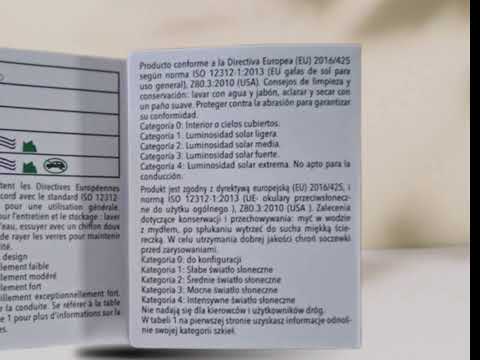 tent les Directives Européennes
cord avec le standard ISO 12312-
pour une utilisation générale.
our l'entretien et le stockage : laver
l'eau, essuyer avec un chiffon doux
de rayer les verres pour maintenir
bilité.
design
lement faible
lement modéré
lement fort
eillement exceptionnellement fort.
la conduite. Se référer à la table
e 1 pour plus d'informations sur la
Producto conforme a la Directiva Europea (EU) 2016/425
según norma ISO 12312-1:2013 (EU gafas de sol para
uso general), Z80.3:2010 (USA). Consejos de limpieza y
conservación: lavar con agua y jabón, aclarar y secar con
un paño suave. Proteger contra la abrasión para garantizar
su conformidad.
Categoría 0: Interior o cielos cubiertos.
Categoría 1: Luminosidad solar ligera.
Categoría 2: Luminosidad solar media.
Categoría 3: Luminosidad solar fuerte.
Categoría 4: Luminosidad solar extrema. No apto para la
conducción.
Produkt jest zgodny z dyrektywą europejską (EU) 2016/425, i
normą ISO 12312-1:2013 (UE- okulary przeciwsłonecz-
ne do użytku ogólnego ), Z80.3:2010 (USA ). Zalecenia
dotyczące konserwacji i przechowywania: myć w wodzie
z mydłem, po spłukaniu wytrzeć do sucha miękką ście-
reczką. W celu utrzymania dobrej jakości chroń soczewki
przed zarysowaniami.
Kategoria 0: do konfiguracji
Kategoria 1: Słabe światło słoneczne
Kategoria 2: Średnie światło słoneczne
Kategoria 3: Mocne światło słoneczne
Kategoria 4: Intensywne światło słoneczne
Nie nadają się dla kierowców i użytkowników dróg.
W tabeli 1 na pierwszej stronie uzyskasz informacje odnoś-
nie swojej kategorii szkieł.